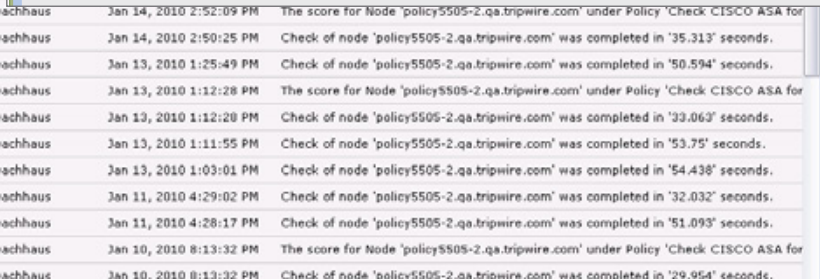 achhaus Jan 14, 2010 2:52:09 PM The score for Node 'policy5505-2.qa.tripwire.com' under Policy 'Check CISCO ASA for
achhaus Jan 14, 2010 2:50:25 PM Check of node 'policy5505-2.qa.tripwire.com' was completed in '35.313' seconds.
achhaus Jan 13, 2010 1:25:49 PM Check of node 'policy5505-2.qa.tripwire.com' was completed in '50.594' seconds.
achhaus Jan 13, 2010 1:12:28 PM The score for Node 'policy5505-2.qa.tripwire.com' under Policy 'Check CISCO ASA for
achhaus Jan 13, 2010 1:12:28 PM Check of node 'policy5505-2.qa.tripwire.com' was completed in '33.063' seconds.
achhaus Jan 13, 2010 1:11:55 PM Check of node 'policy5505-2.qa.tripwire.com' was completed in '53.75' seconds.
achhaus Jan 13, 2010 1:03:01 PM Check of node 'policy5505-2.qa.tripwire.com' was completed in '54.438' seconds.
achhaus Jan 11, 2010 4:29:02 PM Check of node 'policy5505-2.qa.tripwire.com' was completed in '32.032' seconds.
achhaus Jan 11, 2010 4:28:17 PM Check of node 'policy5505-2.qa.tripwire.com' was completed in '51.093' seconds.
achhaus Jan 10, 2010 8:13:32 PM The score for Node 'policy5505-2.qa.tripwire.com' under Policy 'Check CISCO ASA for
achhaus Jan 10, 2010 8:13:32 PM Check of node 'policy5505-2.qa.tripwire.com' was completed in '29.954' seconds.